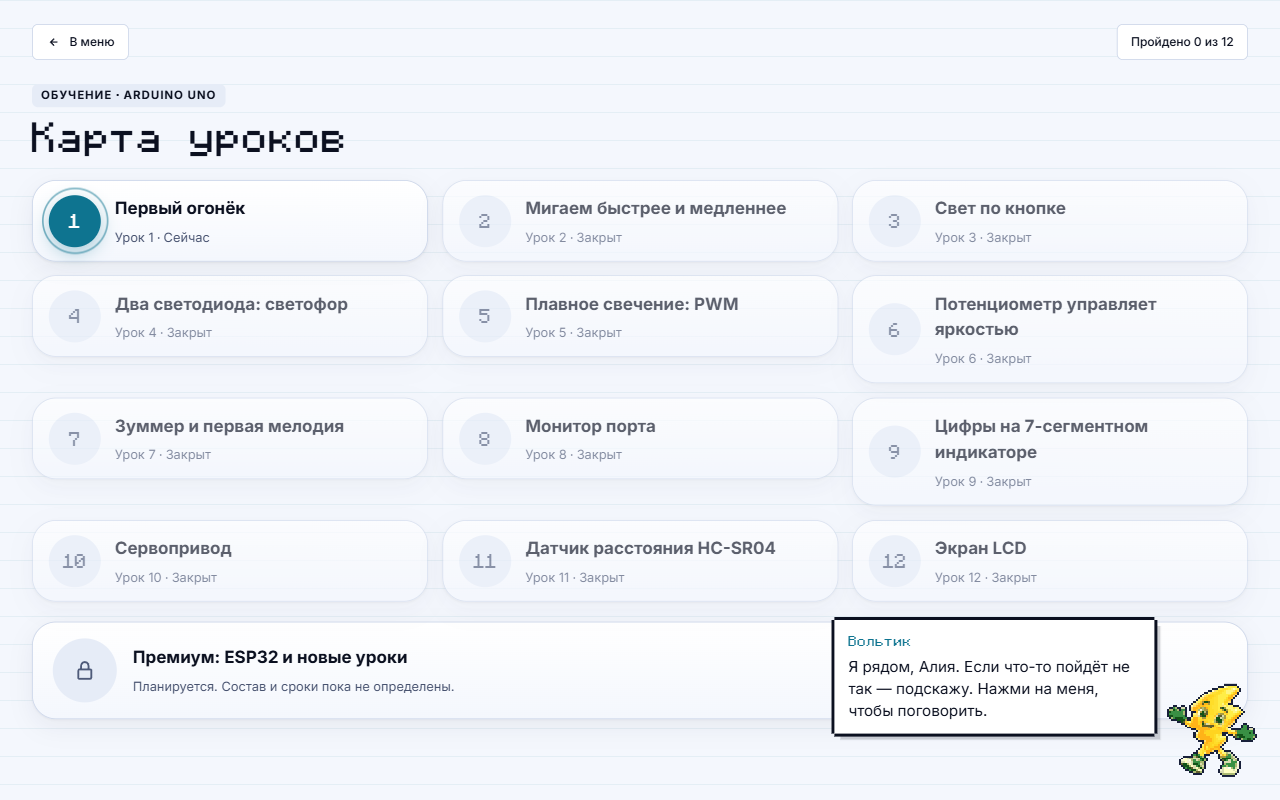 В меню
Пройдено 0 из 12
ОБУЧЕНИЕ · ARDUINO UNO
Карта уроков
1
Первый огонёк
Урок 1 · Сейчас
2
Мигаем быстрее и медленнее
Урок 2 · Закрыт
3
Свет по кнопке
Урок 3 · Закрыт
4
Два светодиода: светофор
Урок 4 · Закрыт
5
Плавное свечение: PWM
Урок 5 · Закрыт
6
Потенциометр управляет
яркостью
Урок 6 · Закрыт
7
Зуммер и первая мелодия
Урок 7 · Закрыт
8
Монитор порта
Урок 8 · Закрыт
9
Цифры на 7-сегментном
индикаторе
Урок 9 · Закрыт
10
Сервопривод
Урок 10 · Закрыт
11
Датчик расстояния HC-SR04
Урок 11 · Закрыт
12
Экран LCD
Урок 12 · Закрыт
Премиум: ESP32 и новые уроки
Планируется. Состав и сроки пока не определены.
Вольтик
Я рядом, Алия. Если что-то пойдёт не
так — подскажу. Нажми на меня,
чтобы поговорить.